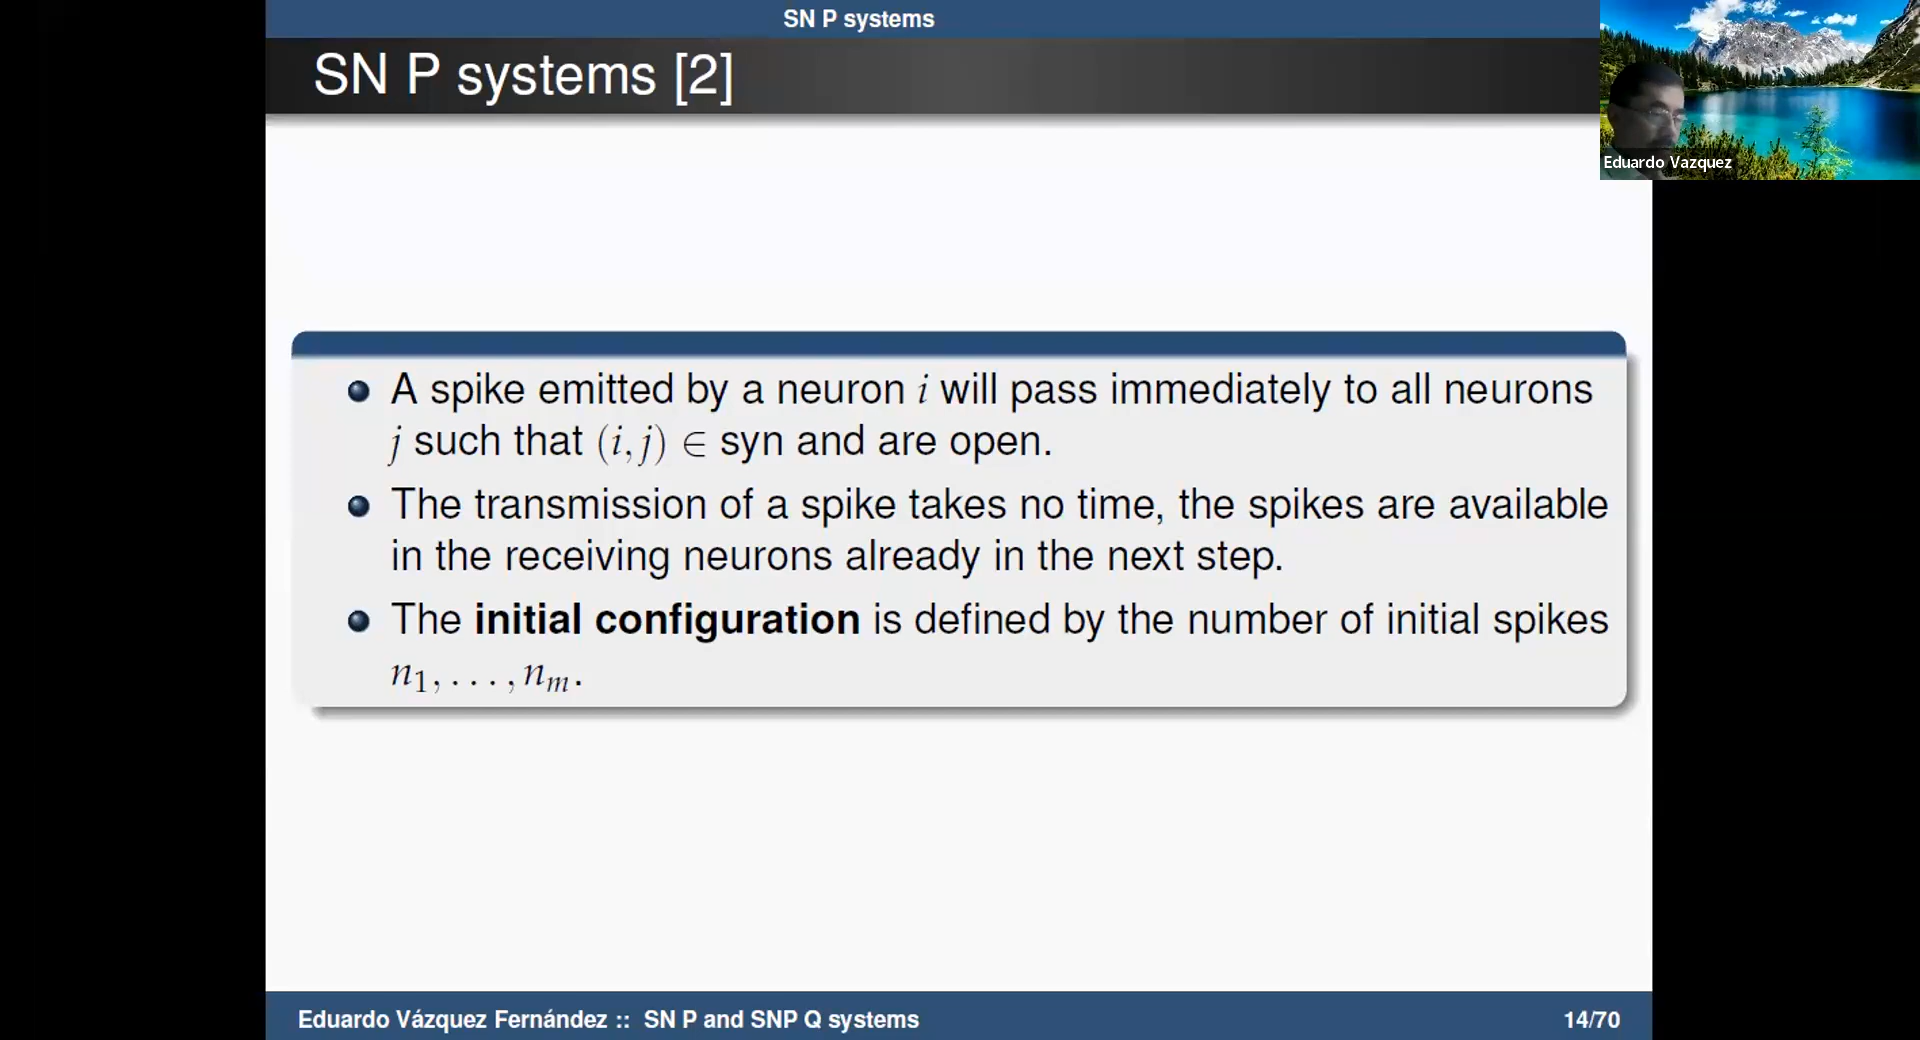 SN P systems
SN P systems [2]
Eduardo Vazquez
A spike emitted by a neuron i will pass immediately to all neurons
j such that (i, j) ∈ syn and are open.
The transmission of a spike takes no time, the spikes are available
in the receiving neurons already in the next step.
The initial configuration is defined by the number of initial spikes
n₁, . . . , nₘ.
Eduardo Vázquez Fernández :: SN P and SNP Q systems
14/70